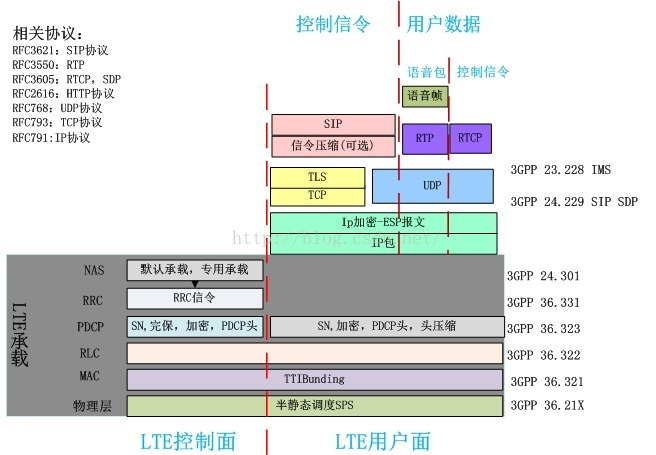 控制信令
用户数据
相关协议：
RFC3621：SIP协议
RFC3550：RTP
RFC3605：RTCP，SDP
RFC2616：HTTP协议
RFC768：UDP协议
RFC793：TCP协议
RFC791:IP协议
语音包
控制信令
语音帧
SIP
信令压缩(可选)
RTP
RTCP
TLS
TCP
UDP
3GPP 23.228 IMS
3GPP 24.229 SIP SDP
Ip加密-ESP报文
http://blog.csdn.net/
IP包
LTE承载
NAS
默认承载，专用承载
3GPP 24.301
RRC
RRC信令
3GPP 36.331
PDCP
SN,完保，加密，PDCP头
SN,加密，PDCP头，头压缩
3GPP 36.323
RLC
3GPP 36.322
MAC
TTIBunding
3GPP 36.321
物理层
半静态调度SPS
3GPP 36.21X
LTE控制面
LTE用户面